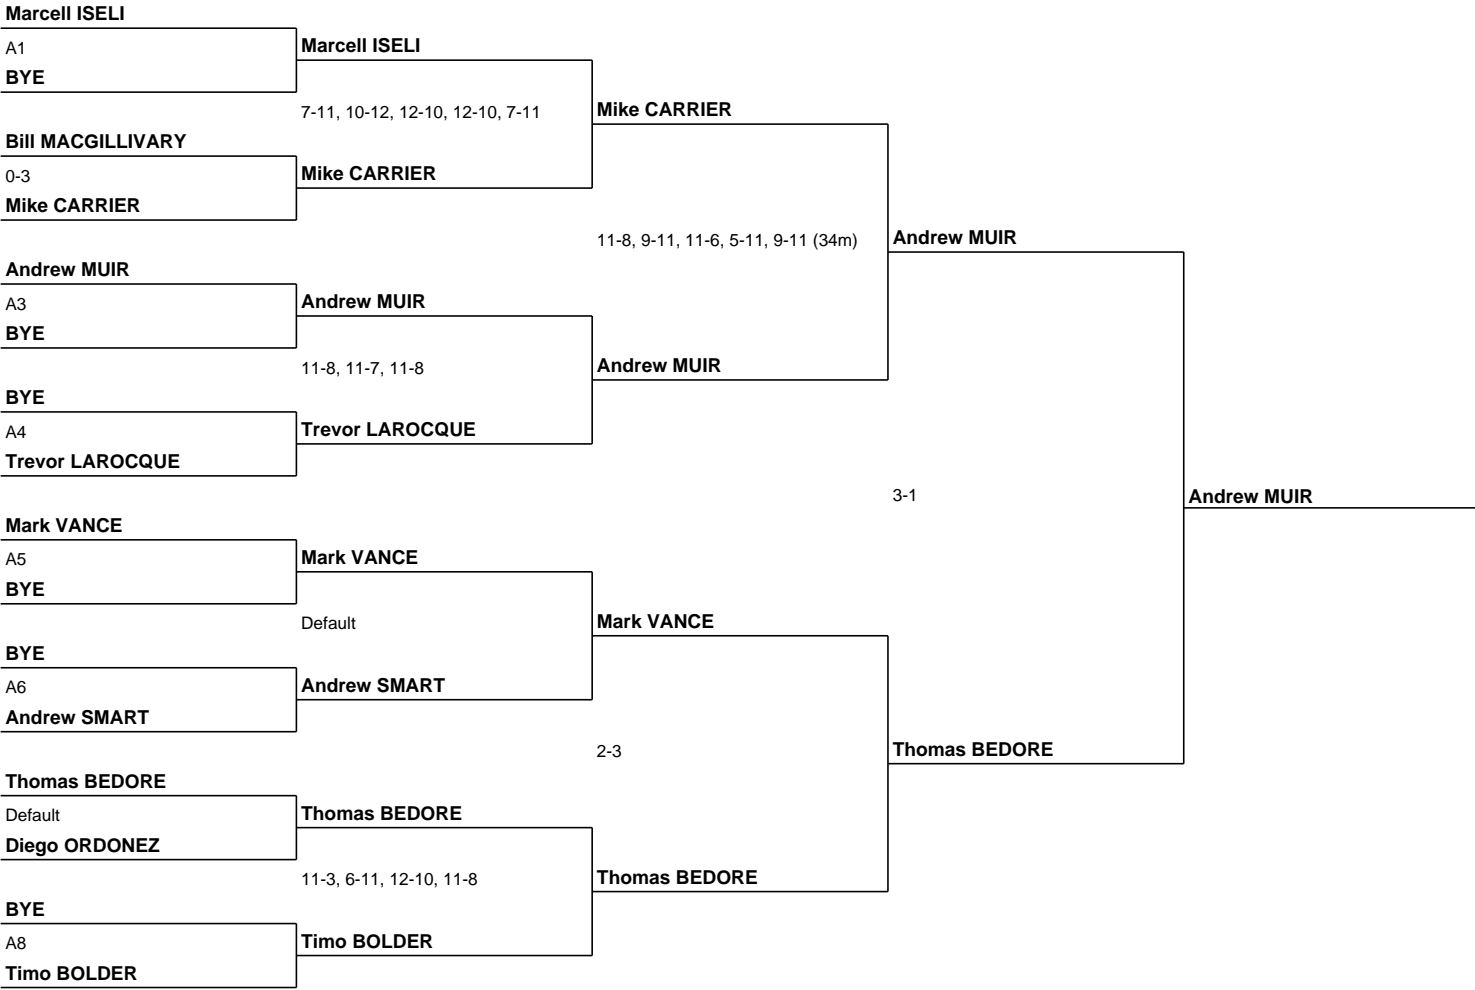 Marcell ISELI
A1
BYE
Marcell ISELI
7-11, 10-12, 12-10, 12-10, 7-11
Bill MACGILLIVARY
0-3
Mike CARRIER
Mike CARRIER
Mike CARRIER
11-8, 9-11, 11-6, 5-11, 9-11 (34m)
Andrew MUIR
A3
BYE
Andrew MUIR
11-8, 11-7, 11-8
BYE
A4
Trevor LAROCQUE
Trevor LAROCQUE
Andrew MUIR
Andrew MUIR
3-1
Andrew MUIR
Mark VANCE
A5
BYE
Mark VANCE
Default
BYE
A6
Andrew SMART
Andrew SMART
Mark VANCE
2-3
Thomas BEDORE
Default
Diego ORDONEZ
Thomas BEDORE
11-3, 6-11, 12-10, 11-8
BYE
A8
Timo BOLDER
Timo BOLDER
Thomas BEDORE
Thomas BEDORE